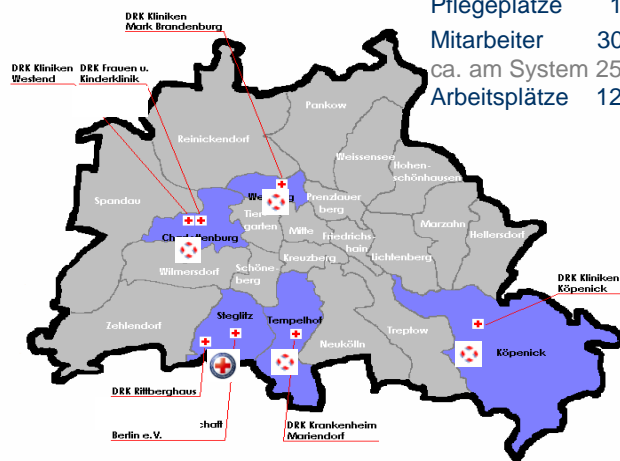 DRK Kliniken
Mark Brandenburg
Pflegeplätze 1
Mitarbeiter 30
ca. am System 25
Arbeitsplätze 12
DRK Kliniken
Westend
DRK Frauen u.
Kinderklinik
Pankow
Reinickendorf
Weissensee
Hohen-
schönhausen
Spandau
Prenzlauer
berg
Tier
garten
Mitte
Friedrichs-
hain
Marzahn
Hellersdorf
Lichtenberg
Kreuzberg
Wilmersdorf
Schöne-
berg
DRK Kliniken
Köpenick
Steglitz
Tempelhof
Zehlendorf
Neukölln
Treptow
Köpenick
DRK Rittberghaus
chaft
Berlin e.V.
DRK Krankenheim
Mariendorf